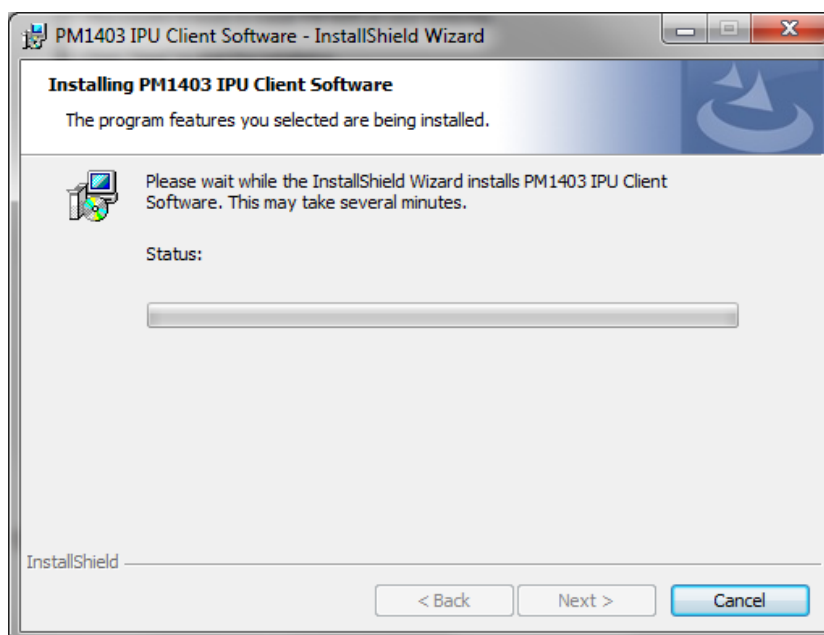 PM1403 IPU Client Software - InstallShield Wizard
Installing PM1403 IPU Client Software
The program features you selected are being installed.
Please wait while the InstallShield Wizard installs PM1403 IPU Client
Software. This may take several minutes.
Status:
InstallShield
< Back
Next >
Cancel